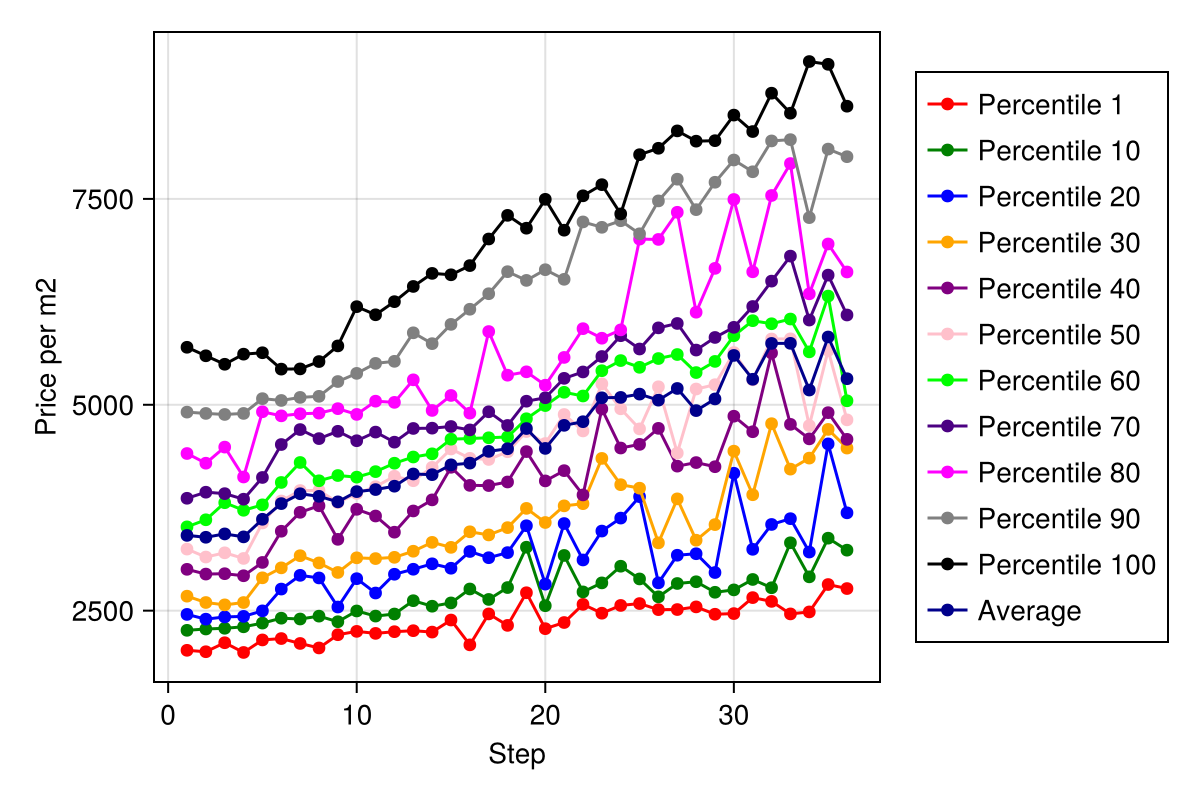 7500
5000
2500
Price per m2
0
10
20
30
Step
Percentile 1
Percentile 10
Percentile 20
Percentile 30
Percentile 40
Percentile 50
Percentile 60
Percentile 70
Percentile 80
Percentile 90
Percentile 100
Average